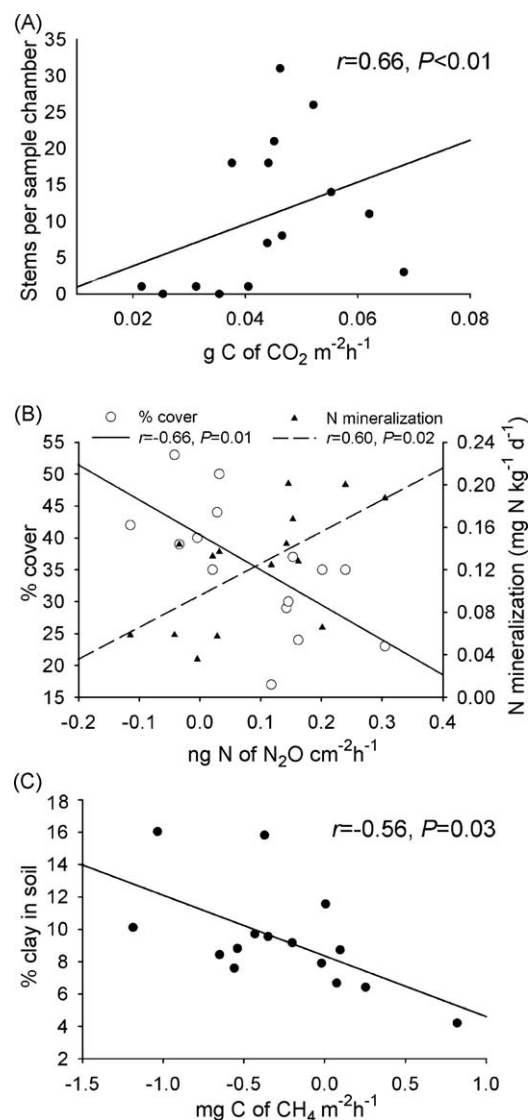 (A)
r=0.66, P<0.01
Stems per sample chamber
35
30
25
20
15
10
5
0
0.02 0.04 0.06 0.08
g C of CO₂ m⁻²h⁻¹
(B)
% cover N mineralization
r=-0.66, P=0.01 r=0.60, P=0.02
% cover
55
50
45
40
35
30
25
20
15
N mineralization (mg N kg⁻¹ d⁻¹)
0.24
0.20
0.16
0.12
0.08
0.04
0.00
-0.2 -0.1 0.0 0.1 0.2 0.3 0.4
ng N of N₂O cm⁻²h⁻¹
(C)
r=-0.56, P=0.03
% clay in soil
18
16
14
12
10
8
6
4
2
-1.5 -1.0 -0.5 0.0 0.5 1.0
mg C of CH₄ m⁻²h⁻¹